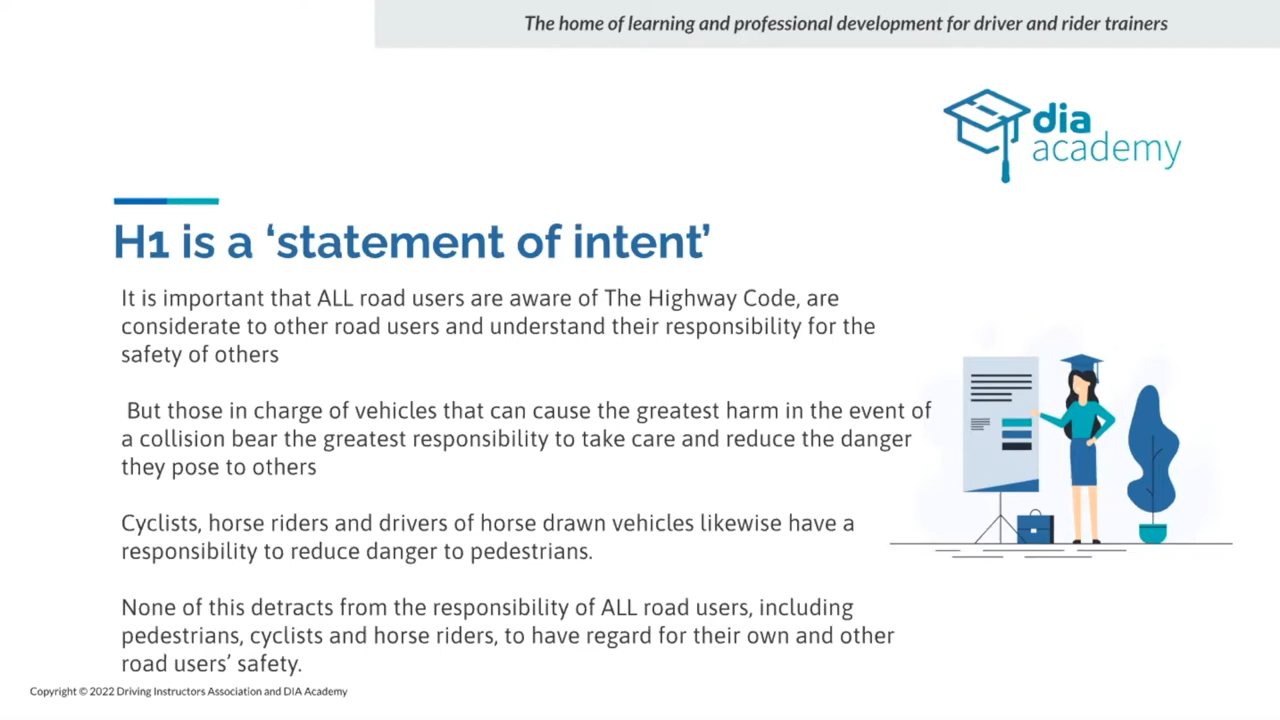 The home of learning and professional development for driver and rider trainers
dia
academy
H1 is a ‘statement of intent’
It is important that ALL road users are aware of The Highway Code, are
considerate to other road users and understand their responsibility for the
safety of others
But those in charge of vehicles that can cause the greatest harm in the event of
a collision bear the greatest responsibility to take care and reduce the danger
they pose to others
Cyclists, horse riders and drivers of horse drawn vehicles likewise have a
responsibility to reduce danger to pedestrians.
None of this detracts from the responsibility of ALL road users, including
pedestrians, cyclists and horse riders, to have regard for their own and other
road users’ safety.
Copyright © 2022 Driving Instructors Association and DIA Academy